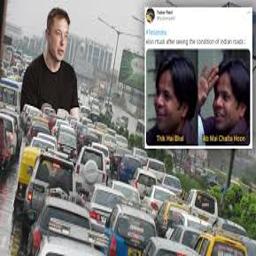 #Teslaindia
elon musk after seeing the condition of indian roads :
Thik Hai Bhai
Ab Mai Chalta Hoon